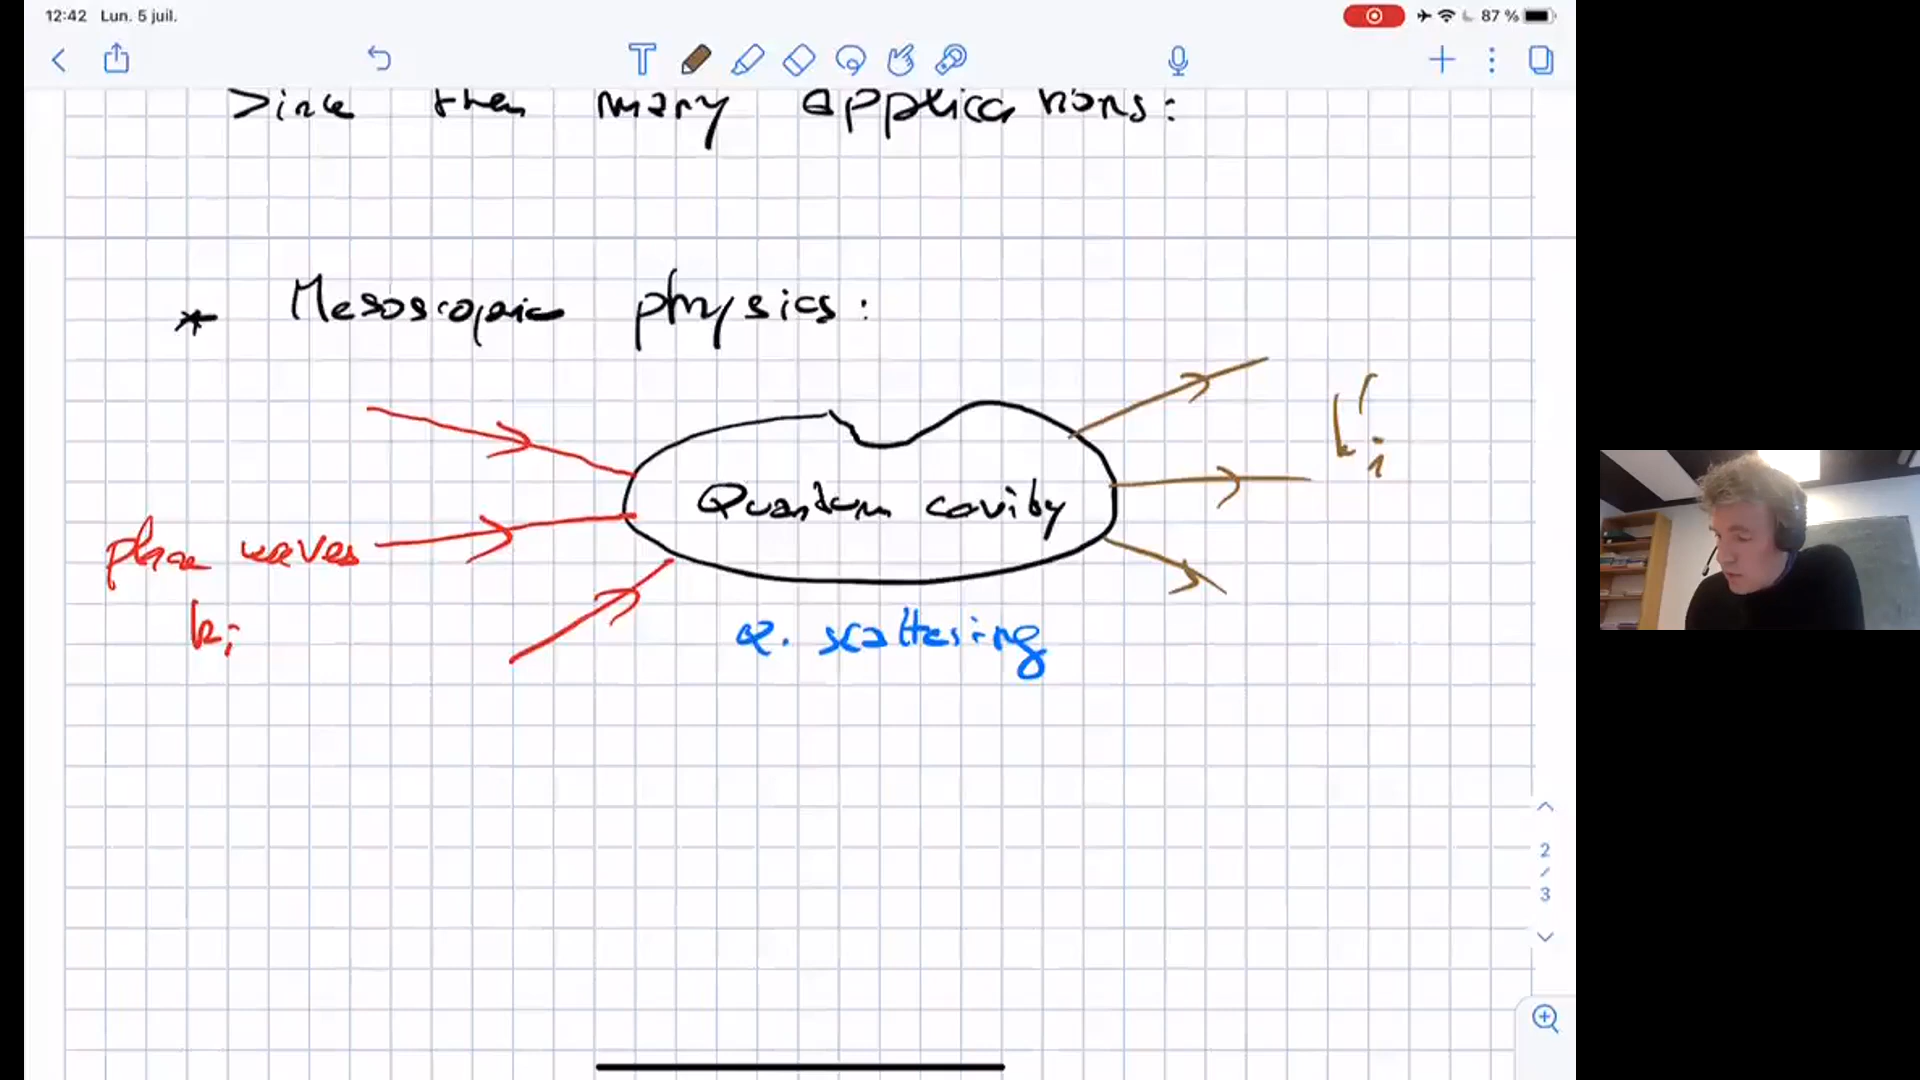 12:42 Lun. 5 juil.
87 %
T
Since then many applications:
* Mesoscopic physics:
k'i
Quantum cavity
plane waves
ki
Q. scattering
2
/
3